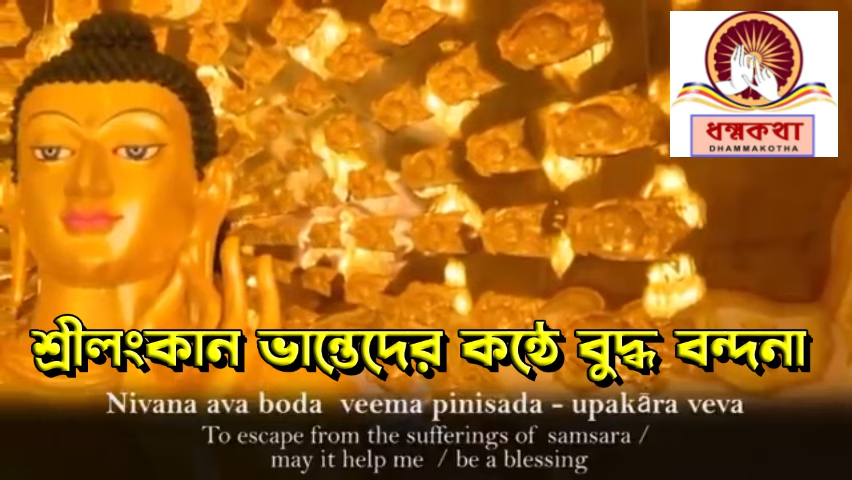 ধম্মকথা
DHAMMAKOTHA
শ্রীলংকান ভান্তেদের কন্ঠে বুদ্ধ বন্দনা
Nivana ava boda veema pinisada - upakāra veva
To escape from the sufferings of samsara /
may it help me / be a blessing